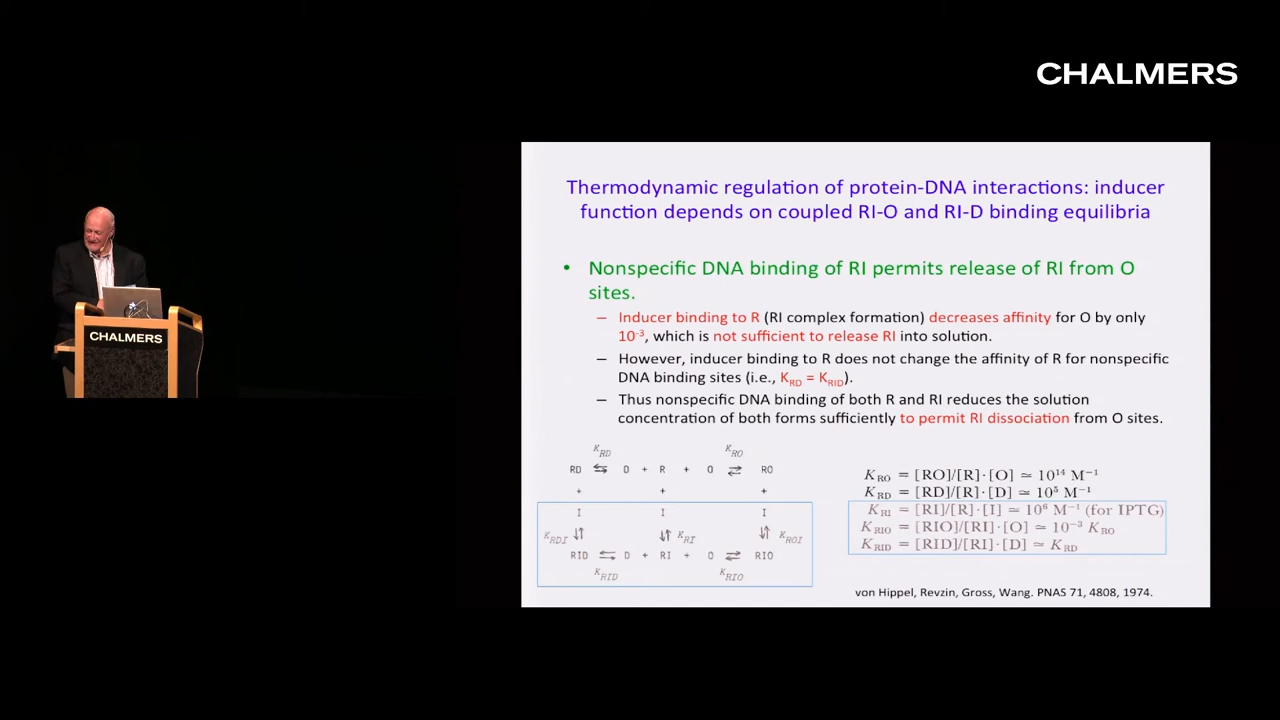 CHALMERS
CHALMERS
Thermodynamic regulation of protein-DNA interactions: inducer
function depends on coupled RI-O and RI-D binding equilibria
• Nonspecific DNA binding of RI permits release of RI from O
sites.
– Inducer binding to R (RI complex formation) decreases affinity for O by only
10⁻³, which is not sufficient to release RI into solution.
– However, inducer binding to R does not change the affinity of R for nonspecific
DNA binding sites (i.e., K_RD = K_RID).
– Thus nonspecific DNA binding of both R and RI reduces the solution
concentration of both forms sufficiently to permit RI dissociation from O sites.
K_RD K_RO
RD ⇆ D + R + O ⇄ RO
+ + +
I I I
K_RDI ↓↑ ↓↑ K_RI ↓↑ K_ROI
RID ⇆ D + RI + O ⇄ RIO
K_RID K_RIO
K_RO = [RO]/[R]·[O] ≃ 10¹⁴ M⁻¹
K_RD = [RD]/[R]·[D] ≃ 10⁵ M⁻¹
K_RI = [RI]/[R]·[I] ≃ 10⁶ M⁻¹ (for IPTG)
K_RIO = [RIO]/[RI]·[O] ≃ 10⁻³ K_RO
K_RID = [RID]/[RI]·[D] ≃ K_RD
von Hippel, Revzin, Gross, Wang. PNAS 71, 4808, 1974.